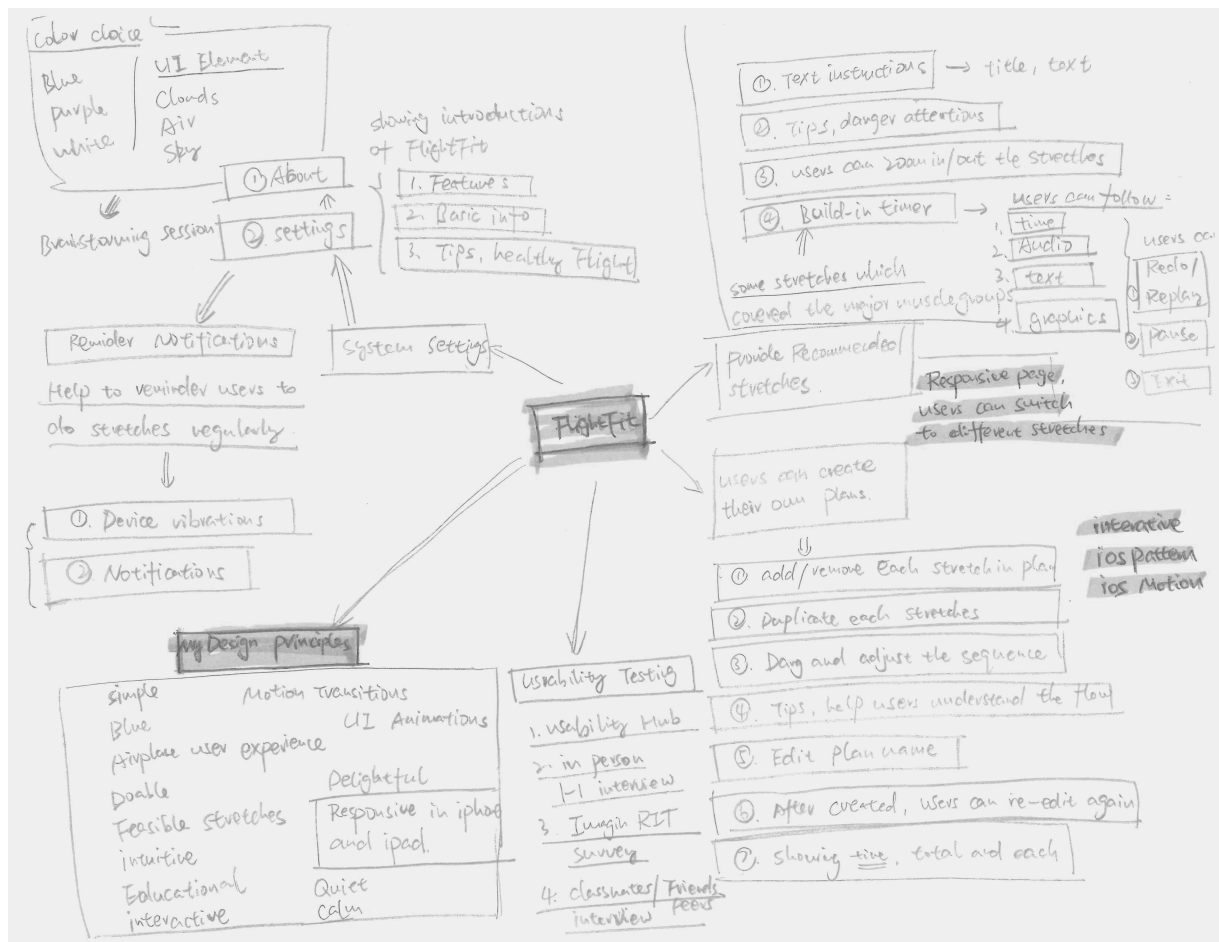 Color choice
Blue
purple
white
UI Element
Clouds
Air
Sky
Brainstorming session
① About
② settings
showing introductions
of FlightFit
1. Features
2. Basic info
3. Tips, healthy Flight
Reminder Notifications
Help to reminder users to
do stretches regularly.
①. Device vibrations
② Notifications
System settings
FlightFit
①. Text instructions → title, text
②. Tips, danger attertions
③. users can zoom in/out the stretches
④. Build-in timer →
users can follow:
1. time
2. Audio
3. text
4. graphics
users can
① Redo/
Replay
② pause
③ Exit
some stretches which
covered the major muscle groups
Provide Recommended
stretches.
Responsive page,
users can switch
to different stretches
users can create
their own plans.
interative
ios pattern
ios Motion
① add/remove Each stretch in plan
②. Duplicate each stretches
③. Darg and adjust the sequence
④. Tips, help users understand the flow
⑤. Edit plan name
⑥. After created, users can re-edit again
⑦. showing time, total and each
my Design principles
simple
Blue
Airplane user experience
Doable
Feasible stretches
intuitive
Educational
interactive
Motion Transitions
UI Animations
Delightful
Responsive in iphone
and ipad.
Quiet
calm
Usability Testing
1. usability Hub
2. in person
1-1 interview
3. Imagin RIT
survey
4. classmates/Friends
interview Peers